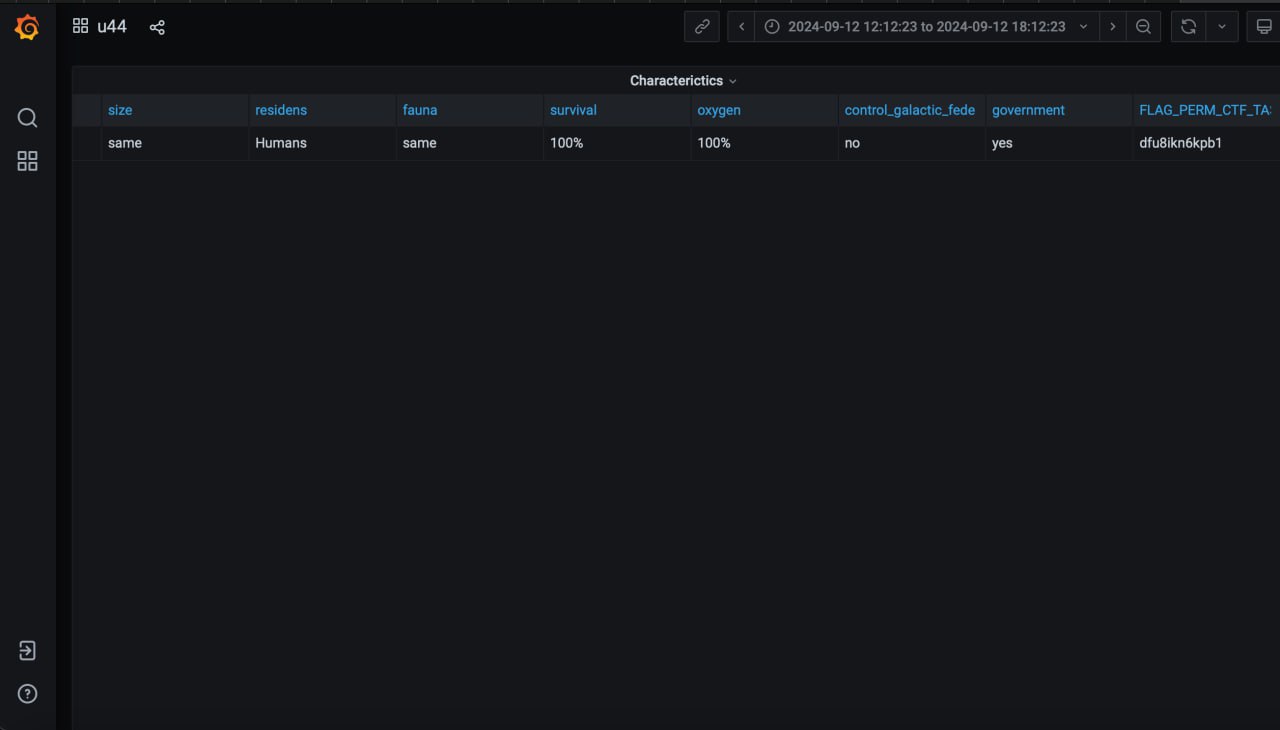 u44
2024-09-12 12:12:23 to 2024-09-12 18:12:23
Characterictics
size residens fauna survival oxygen control_galactic_fede government FLAG_PERM_CTF_TA
same Humans same 100% 100% no yes dfu8ikn6kpb1